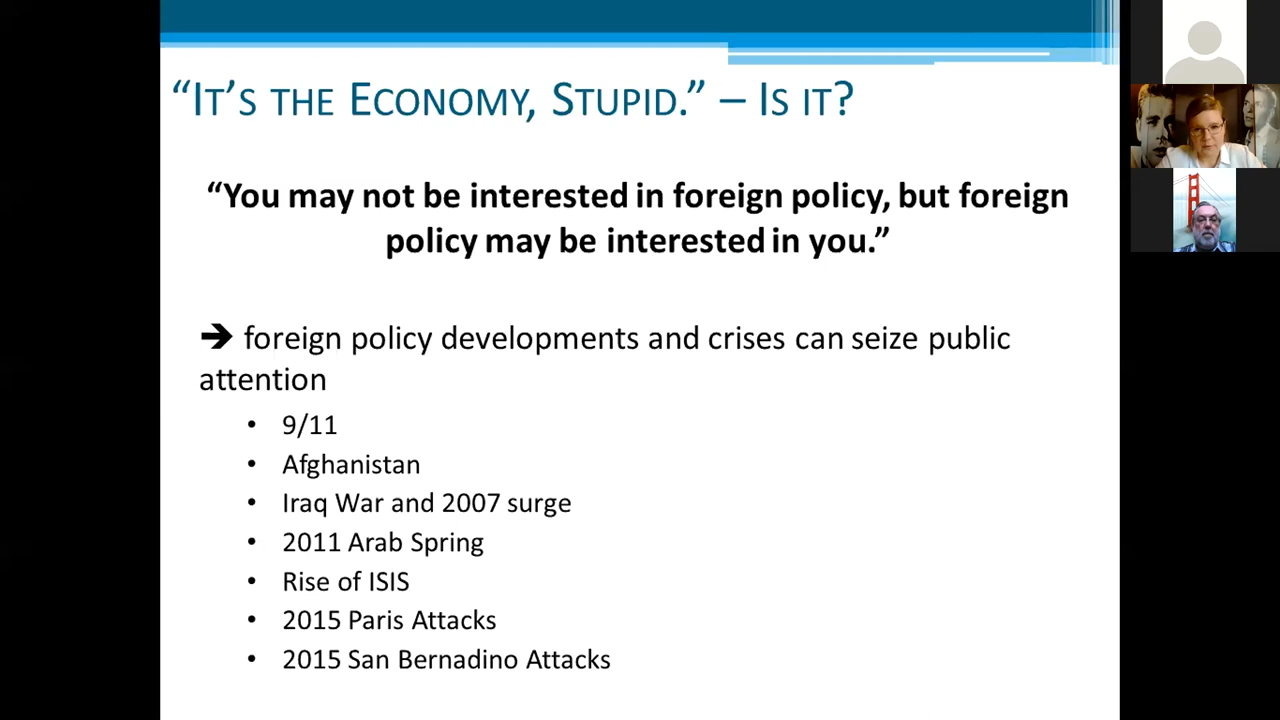 “It’s the Economy, Stupid.” – Is it?
“You may not be interested in foreign policy, but foreign
policy may be interested in you.”
➔ foreign policy developments and crises can seize public
attention
• 9/11
• Afghanistan
• Iraq War and 2007 surge
• 2011 Arab Spring
• Rise of ISIS
• 2015 Paris Attacks
• 2015 San Bernadino Attacks